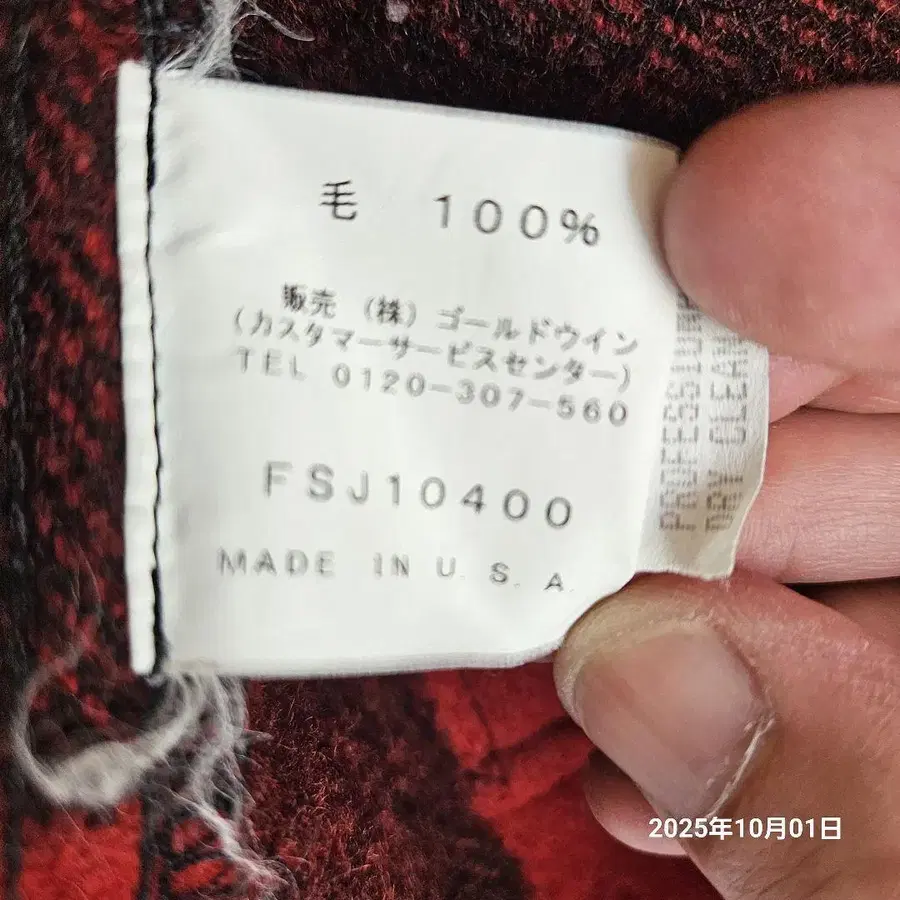 毛 100%
販売 (株) ゴールドウイン
(カスタマーサービスセンター)
TEL 0120-307-560
FSJ10400
MADE IN U.S.A.
DRY CLEAN
2025年10月01日